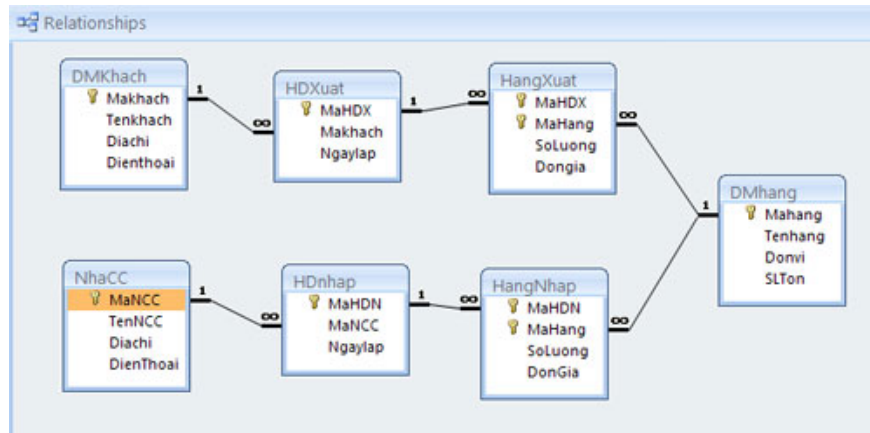 Relationships
DMKhach
Makhach
Tenkhach
Diachi
Dienthoai
1
∞
HDXuat
MaHDX
Makhach
Ngaylap
1
∞
HangXuat
MaHDX
MaHang
SoLuong
Dongia
∞
1
DMhang
Mahang
Tenhang
Donvi
SLTon
NhaCC
MaNCC
TenNCC
Diachi
DienThoai
1
∞
HDnhap
MaHDN
MaNCC
Ngaylap
1
∞
HangNhap
MaHDN
MaHang
SoLuong
DonGia
∞